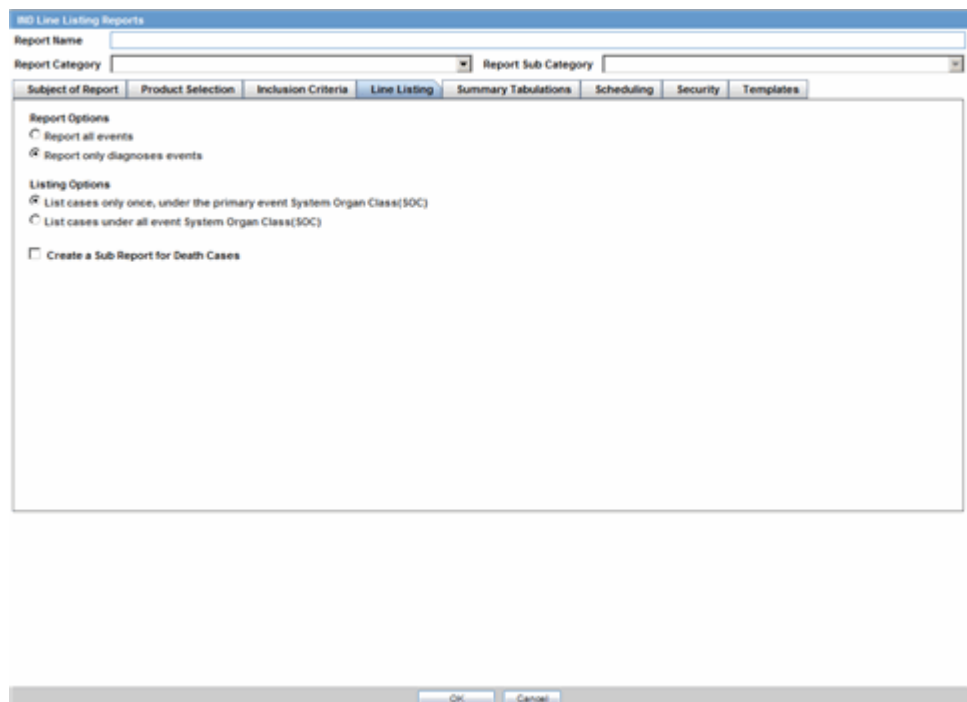 IND Line Listing Reports
Report Name
Report Category Report Sub Category
Subject of Report Product Selection Inclusion Criteria Line Listing Summary Tabulations Scheduling Security Templates
Report Options
Report all events
Report only diagnoses events
Listing Options
List cases only once, under the primary event System Organ Class(SOC)
List cases under all event System Organ Class(SOC)
Create a Sub Report for Death Cases
OK Cancel